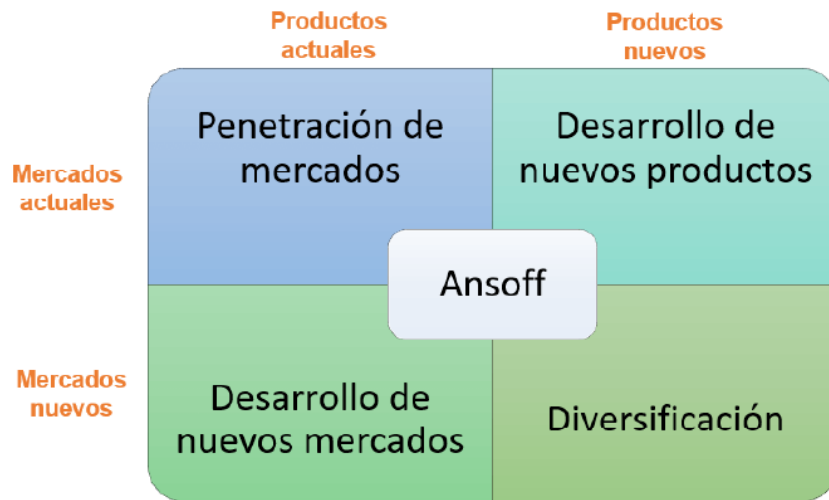 Productos
actuales
Productos
nuevos
Mercados
actuales
Penetración de
mercados
Desarrollo de
nuevos productos
Ansoff
Mercados
nuevos
Desarrollo de
nuevos mercados
Diversificación